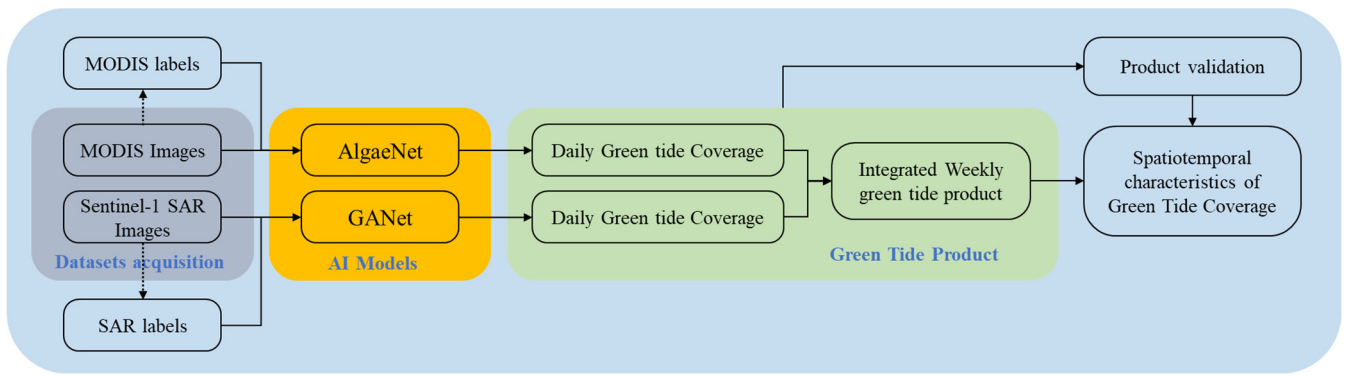 MODIS labels
MODIS Images
Sentinel-1 SAR
Images
Datasets acquisition
SAR labels
AlgaeNet
GANet
AI Models
Daily Green tide Coverage
Daily Green tide Coverage
Integrated Weekly
green tide product
Green Tide Product
Product validation
Spatiotemporal
characteristics of
Green Tide Coverage